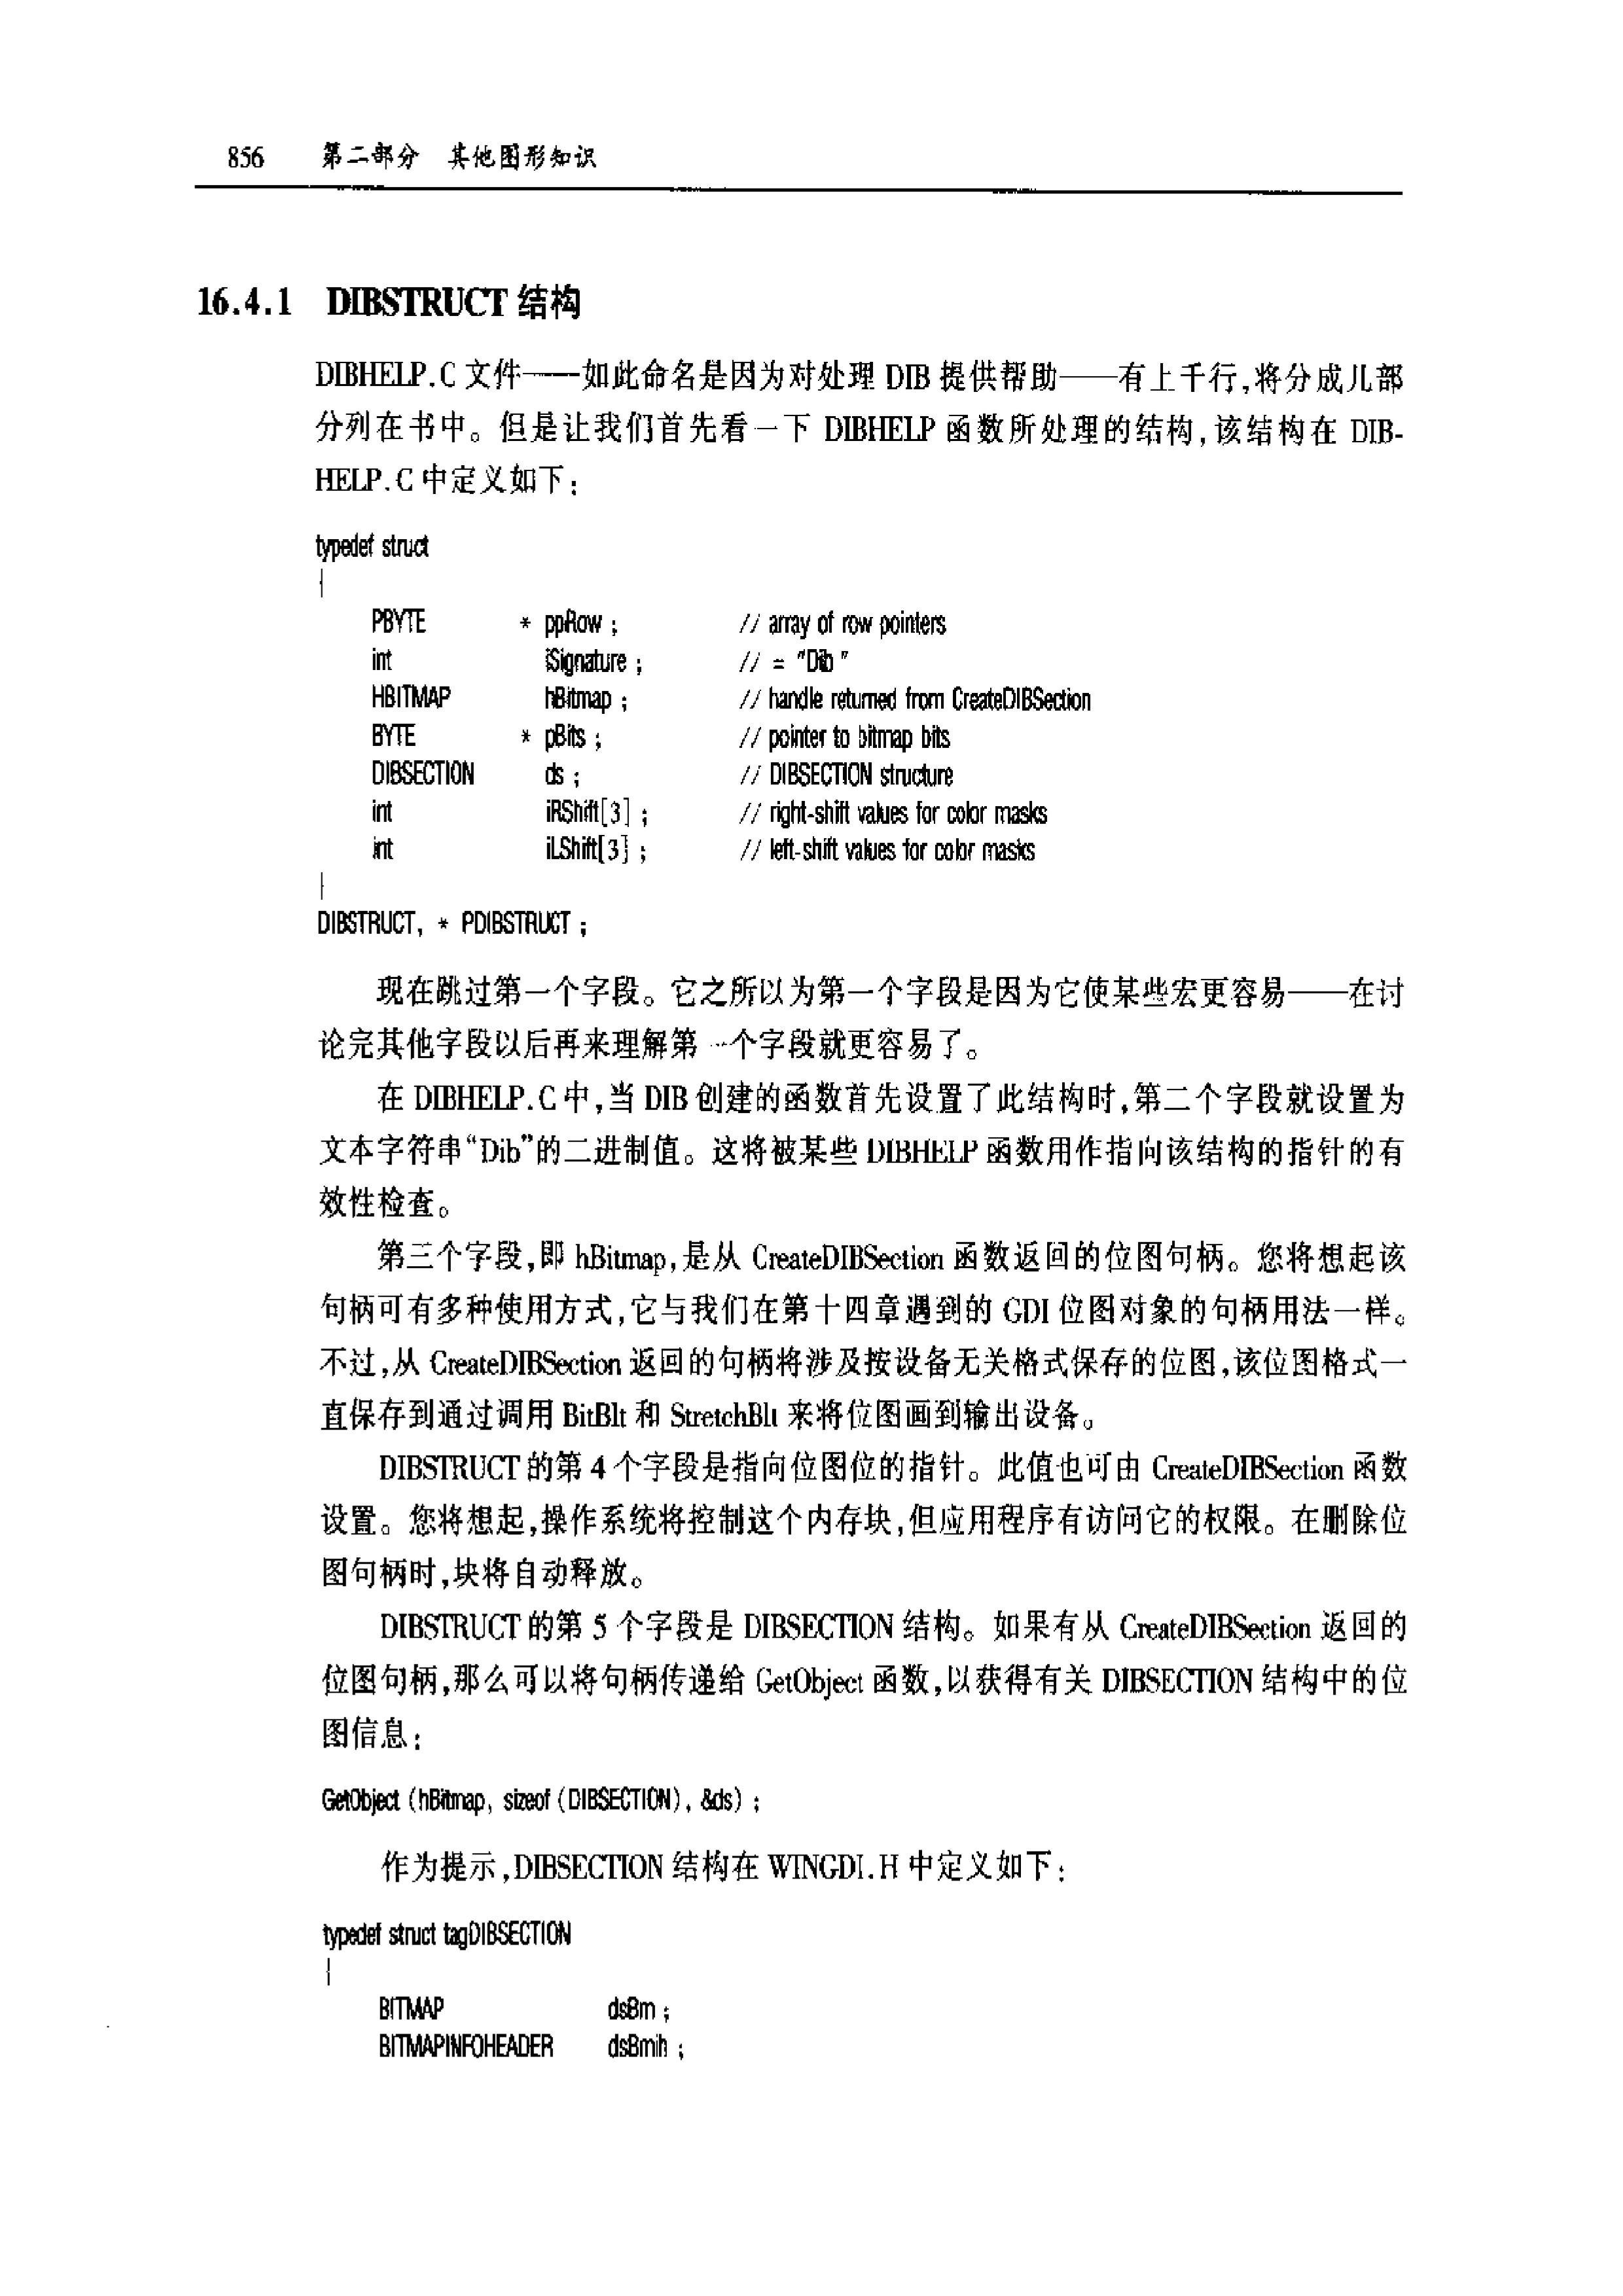 856 第二部分 其他图形知识
16.4.1 DIBSTRUCT 结构
DIBHELP.C 文件——如此命名是因为对处理 DIB 提供帮助——有上千行,将分成几部
分列在书中。但是让我们首先看一下 DIBHELP 函数所处理的结构,该结构在 DIB-
HELP.C 中定义如下:
typedef struct
{
PBYTE * ppRow ; // array of row pointers
int iSignature ; // = "Dib "
HBITMAP hBitmap ; // handle returned from CreateDIBSection
BYTE * pBits ; // pointer to bitmap bits
DIBSECTION ds ; // DIBSECTION structure
int iRShift[3] ; // right-shift values for color masks
int iLShift[3] ; // left-shift values for color masks
}
DIBSTRUCT, * PDIBSTRUCT ;
现在跳过第一个字段。它之所以为第一个字段是因为它使某些宏更容易——在讨
论完其他字段以后再来理解第一个字段就更容易了。
在 DIBHELP.C 中,当 DIB 创建的函数首先设置了此结构时,第二个字段就设置为
文本字符串“Dib”的二进制值。这将被某些 DIBHELP 函数用作指向该结构的指针的有
效性检查。
第三个字段,即 hBitmap,是从 CreateDIBSection 函数返回的位图句柄。您将想起该
句柄可有多种使用方式,它与我们在第十四章遇到的 GDI 位图对象的句柄用法一样。
不过,从 CreateDIBSection 返回的句柄将涉及按设备无关格式保存的位图,该位图格式一
直保存到通过调用 BitBlt 和 StretchBlt 来将位图画到输出设备。
DIBSTRUCT 的第 4 个字段是指向位图位的指针。此值也可由 CreateDIBSection 函数
设置。您将想起,操作系统将控制这个内存块,但应用程序有访问它的权限。在删除位
图句柄时,块将自动释放。
DIBSTRUCT 的第 5 个字段是 DIBSECTION 结构。如果有从 CreateDIBSection 返回的
位图句柄,那么可以将句柄传递给 GetObject 函数,以获得有关 DIBSECTION 结构中的位
图信息:
GetObject (hBitmap, sizeof (DIBSECTION), &ds) ;
作为提示,DIBSECTION 结构在 WINGDI.H 中定义如下:
typedef struct tagDIBSECTION
{
BITMAP dsBm ;
BITMAPINFOHEADER dsBmih ;